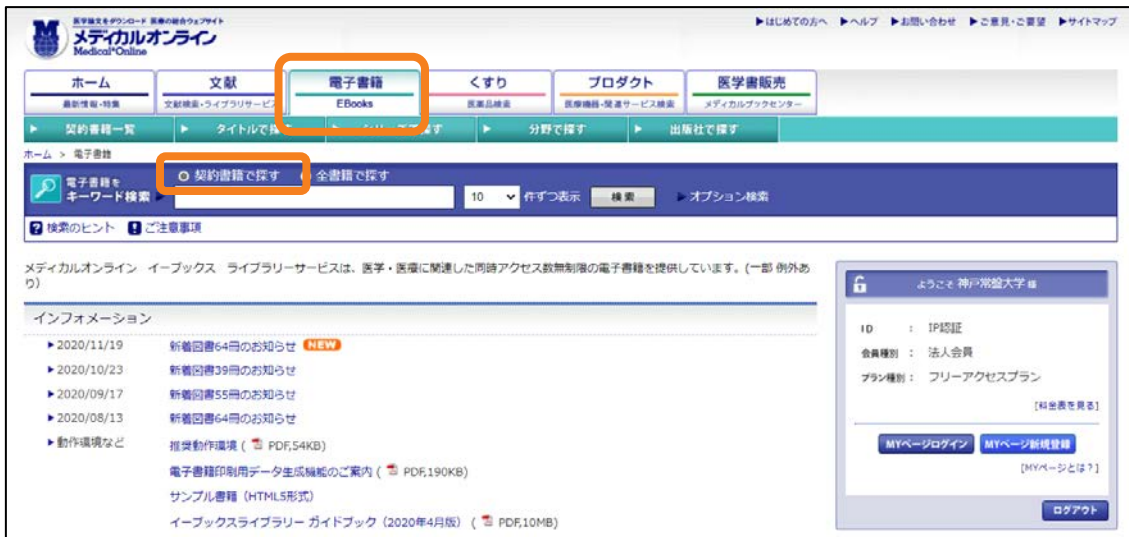 医学論文をダウンロード 医療の総合ウェブサイト
メディカルオンライン
Medical*Online
▶はじめての方へ ▶ヘルプ ▶お問い合わせ ▶ご意見・ご要望 ▶サイトマップ
ホーム 文献 電子書籍 くすり プロダクト 医学書販売
最新情報・特集 文献検索・ライブラリサービス EBooks 医薬品検索 医療機器・関連サービス検索 メディカルブックセンター
▶ 契約書籍一覧 ▶ タイトルで探す ▶ シリーズで探す ▶ 分野で探す ▶ 出版社で探す
ホーム > 電子書籍
契約書籍で探す 全書籍で探す
電子書籍を
キーワード検索 10 件ずつ表示 検索 ▶オプション検索
検索のヒント ご注意事項
メディカルオンライン イーブックス ライブラリーサービスは、医学・医療に関連した同時アクセス数無制限の電子書籍を提供しています。(一部 例外あ
り)
インフォメーション
▶2020/11/19 新着図書64冊のお知らせ NEW
▶2020/10/23 新着図書39冊のお知らせ
▶2020/09/17 新着図書55冊のお知らせ
▶2020/08/13 新着図書64冊のお知らせ
▶動作環境など 推奨動作環境 ( PDF,54KB)
電子書籍印刷用データ生成機能のご案内 ( PDF,190KB)
サンプル書籍（HTML5形式）
イーブックスライブラリー ガイドブック（2020年4月版） ( PDF,10MB)
ようこそ 神戸常盤大学 様
ID : IP認証
会員種別 : 法人会員
プラン種別 : フリーアクセスプラン
[料金表を見る]
MYページログイン MYページ新規登録
[MYページとは?]
ログアウト